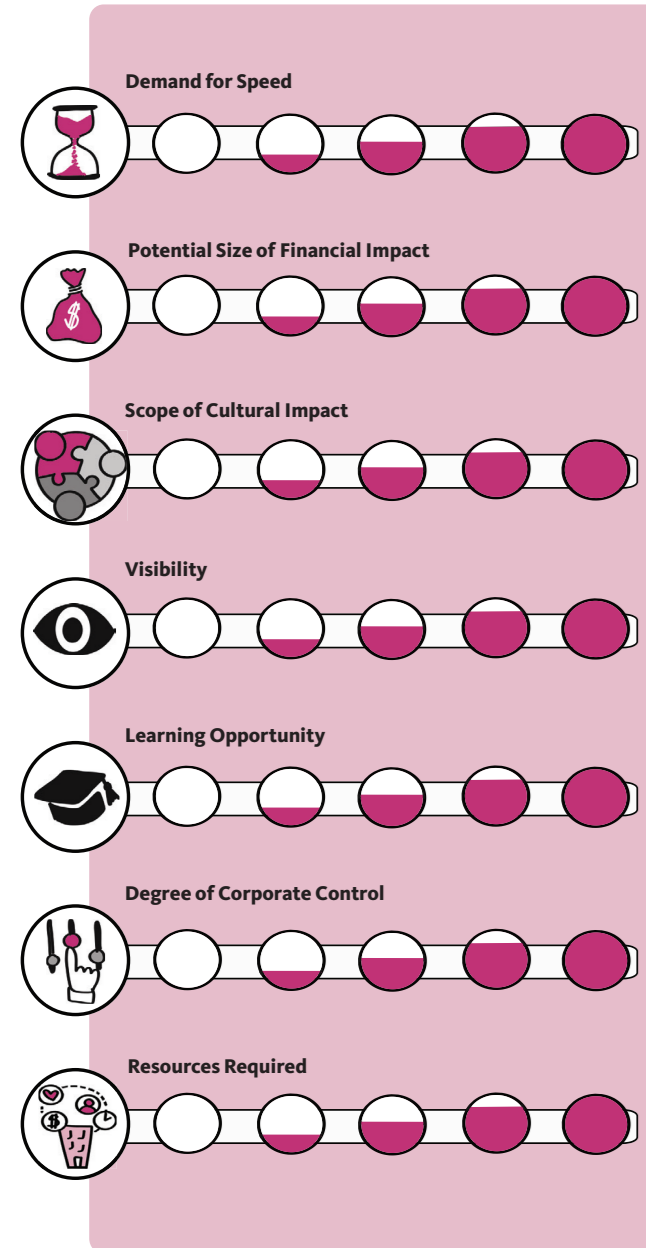 Demand for Speed
Potential Size of Financial Impact
$
Scope of Cultural Impact
Visibility
Learning Opportunity
Degree of Corporate Control
Resources Required
$